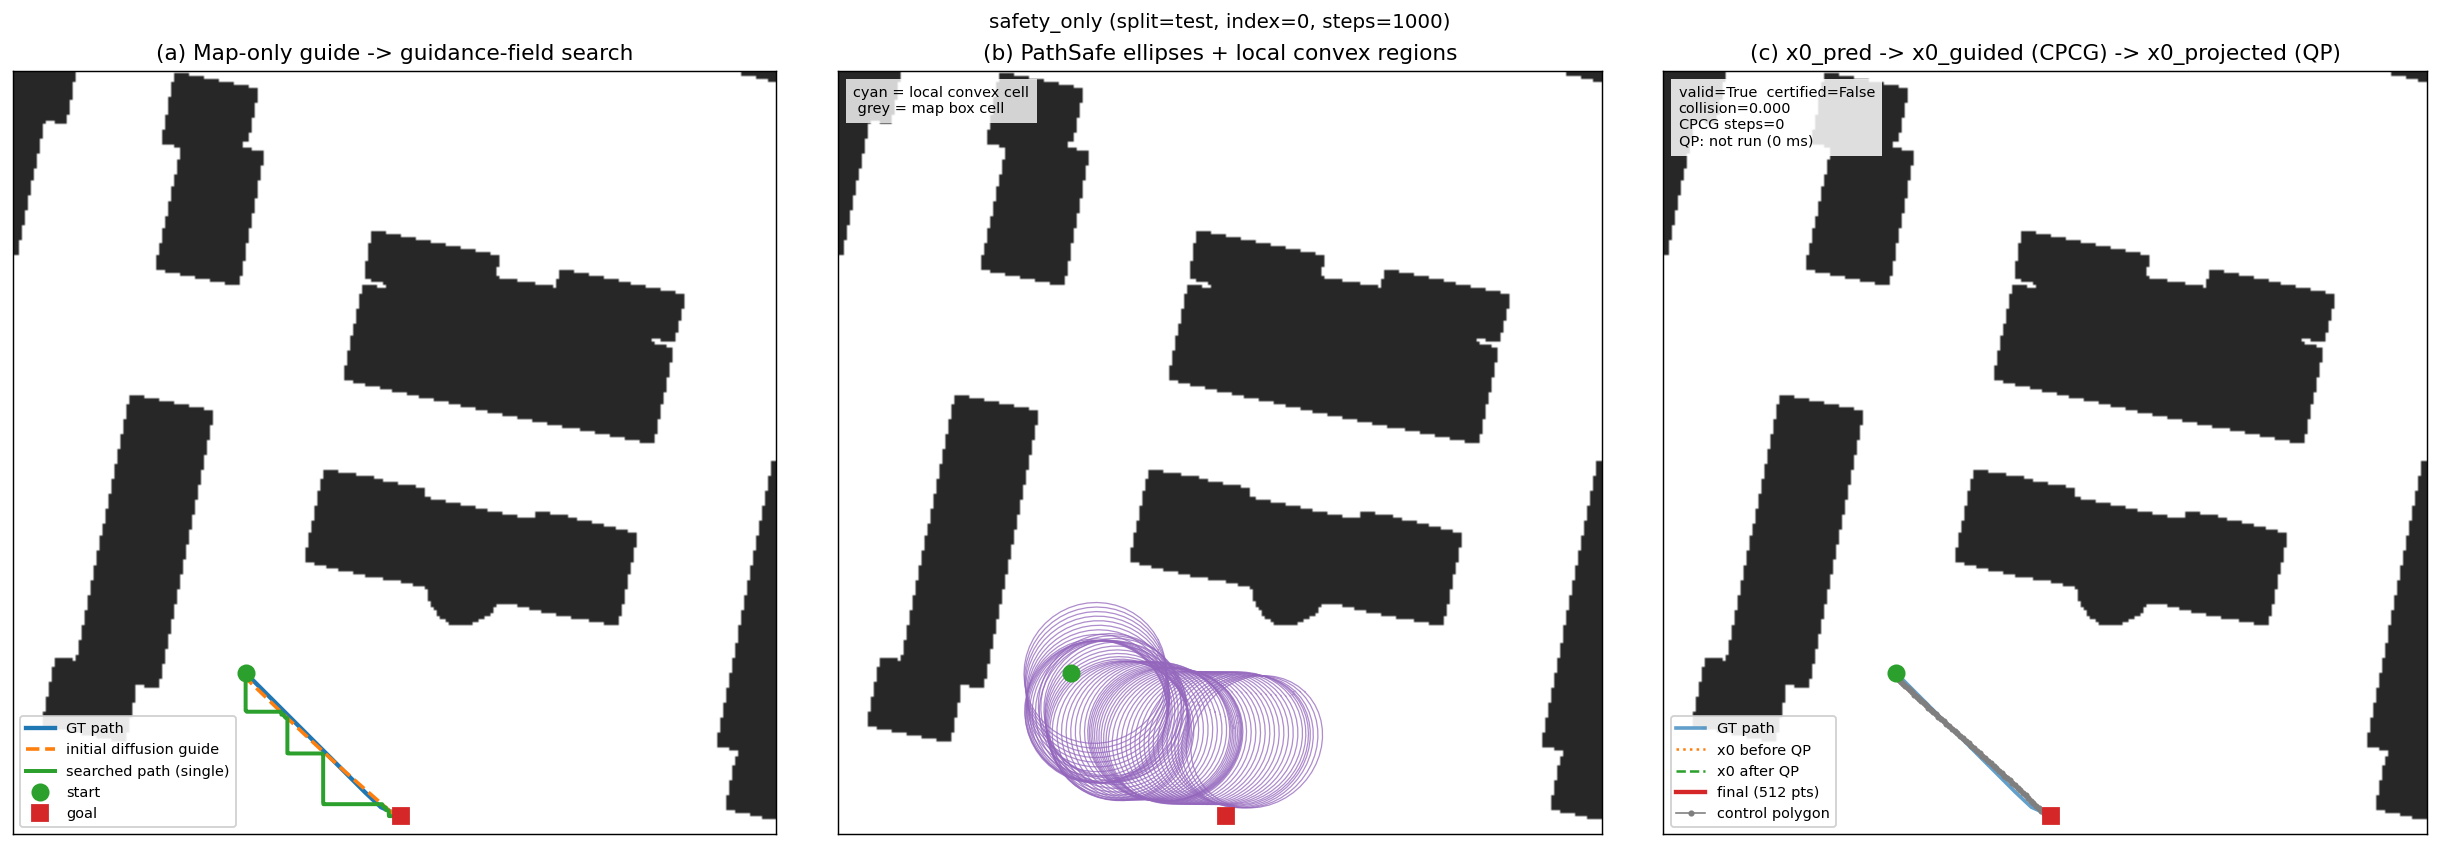 safety_only (split=test, index=0, steps=1000)
(a) Map-only guide -> guidance-field search
GT path
initial diffusion guide
searched path (single)
start
goal
(b) PathSafe ellipses + local convex regions
cyan = local convex cell
grey = map box cell
(c) x0_pred -> x0_guided (CPCG) -> x0_projected (QP)
valid=True  certified=False
collision=0.000
CPCG steps=0
QP: not run (0 ms)
GT path
x0 before QP
x0 after QP
final (512 pts)
control polygon